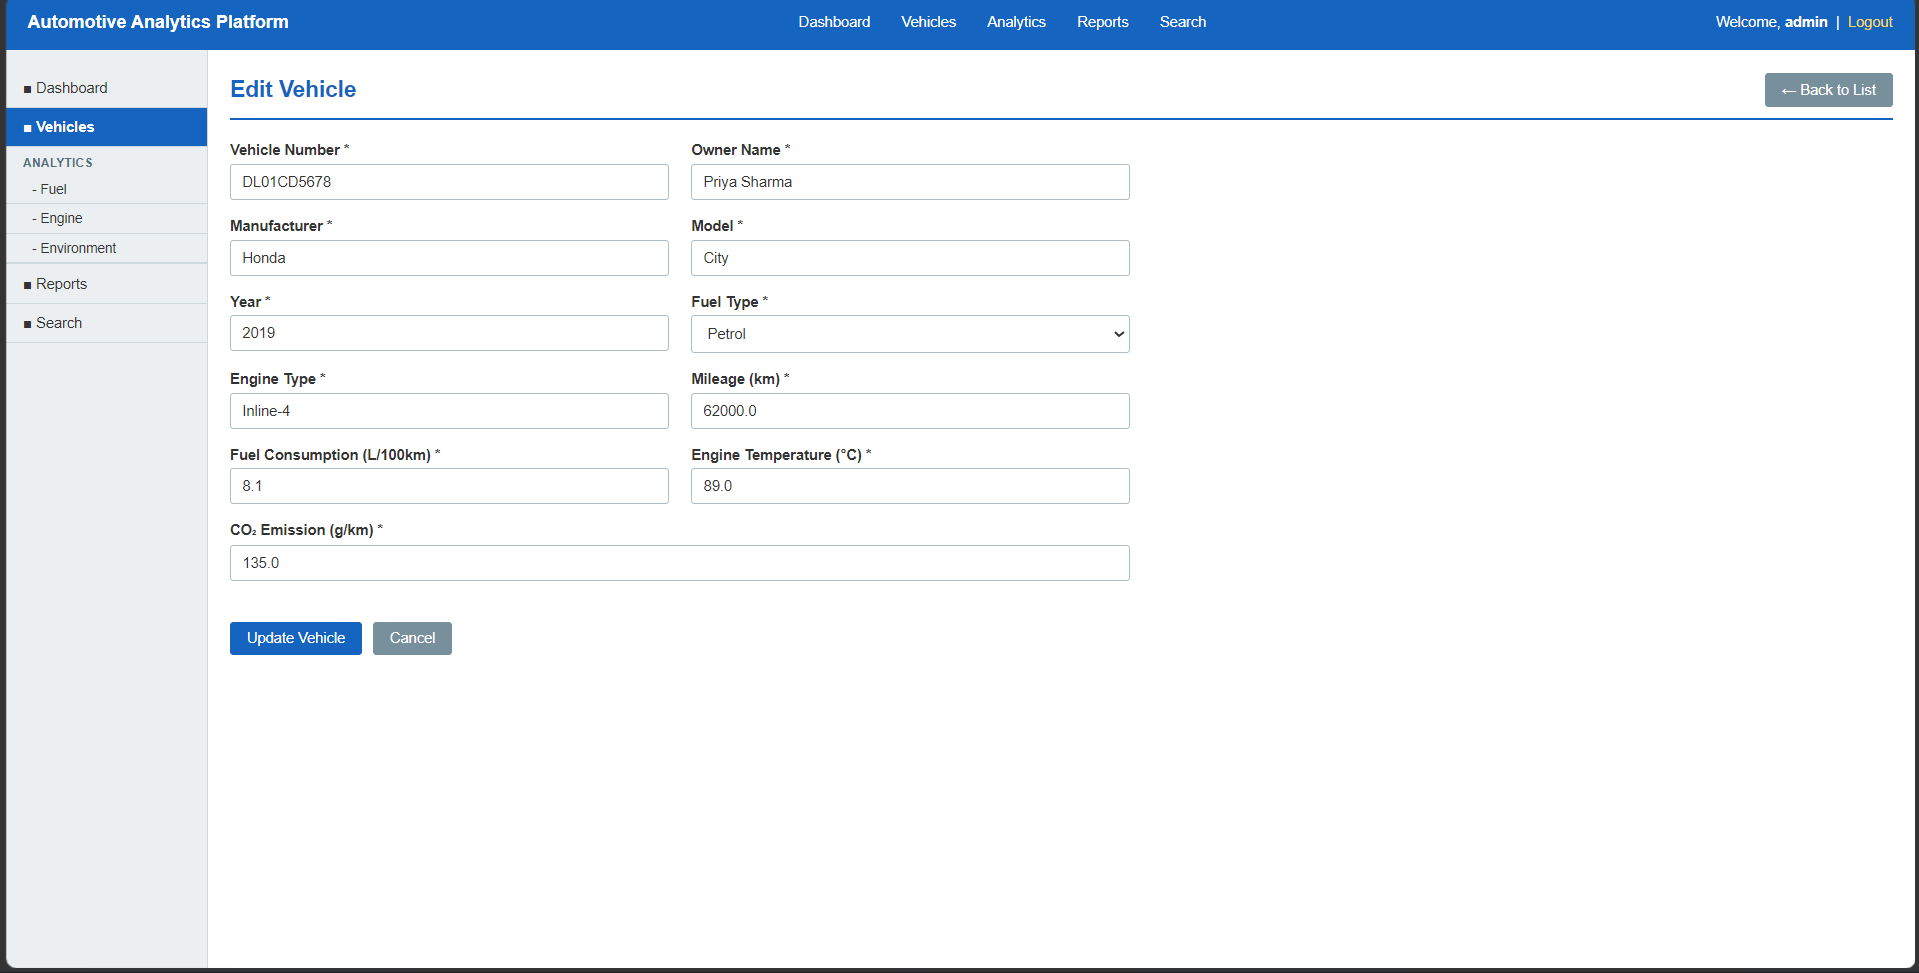 Automotive Analytics Platform
Dashboard Vehicles Analytics Reports Search
Welcome, admin | Logout
■ Dashboard
■ Vehicles
ANALYTICS
- Fuel
- Engine
- Environment
■ Reports
■ Search
Edit Vehicle
← Back to List
Vehicle Number * Owner Name *
DL01CD5678 Priya Sharma
Manufacturer * Model *
Honda City
Year * Fuel Type *
2019 Petrol
Engine Type * Mileage (km) *
Inline-4 62000.0
Fuel Consumption (L/100km) * Engine Temperature (°C) *
8.1 89.0
CO₂ Emission (g/km) *
135.0
Update Vehicle Cancel